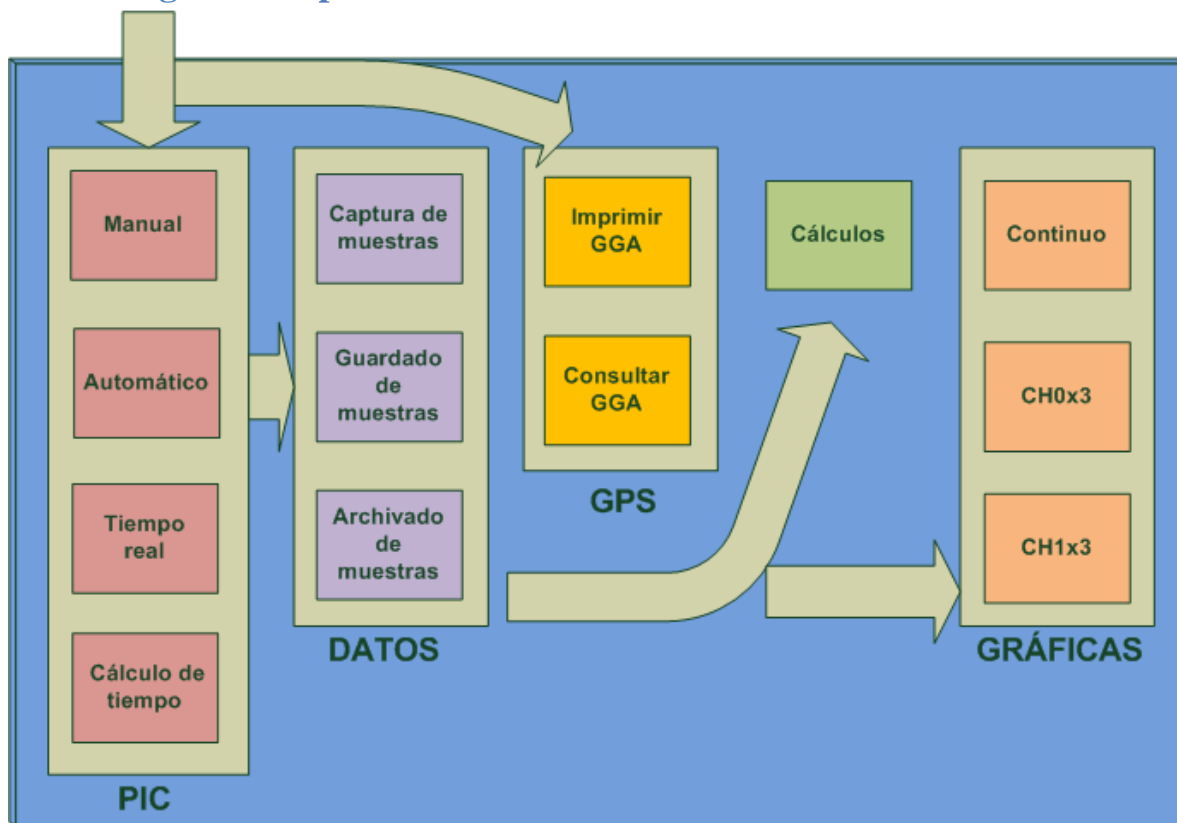 Manual
Automático
Tiempo
real
Cálculo de
tiempo
PIC
Captura de
muestras
Guardado
de
muestras
Archivado
de
muestras
DATOS
Imprimir
GGA
Consultar
GGA
GPS
Cálculos
Continuo
CH0x3
CH1x3
GRÁFICAS